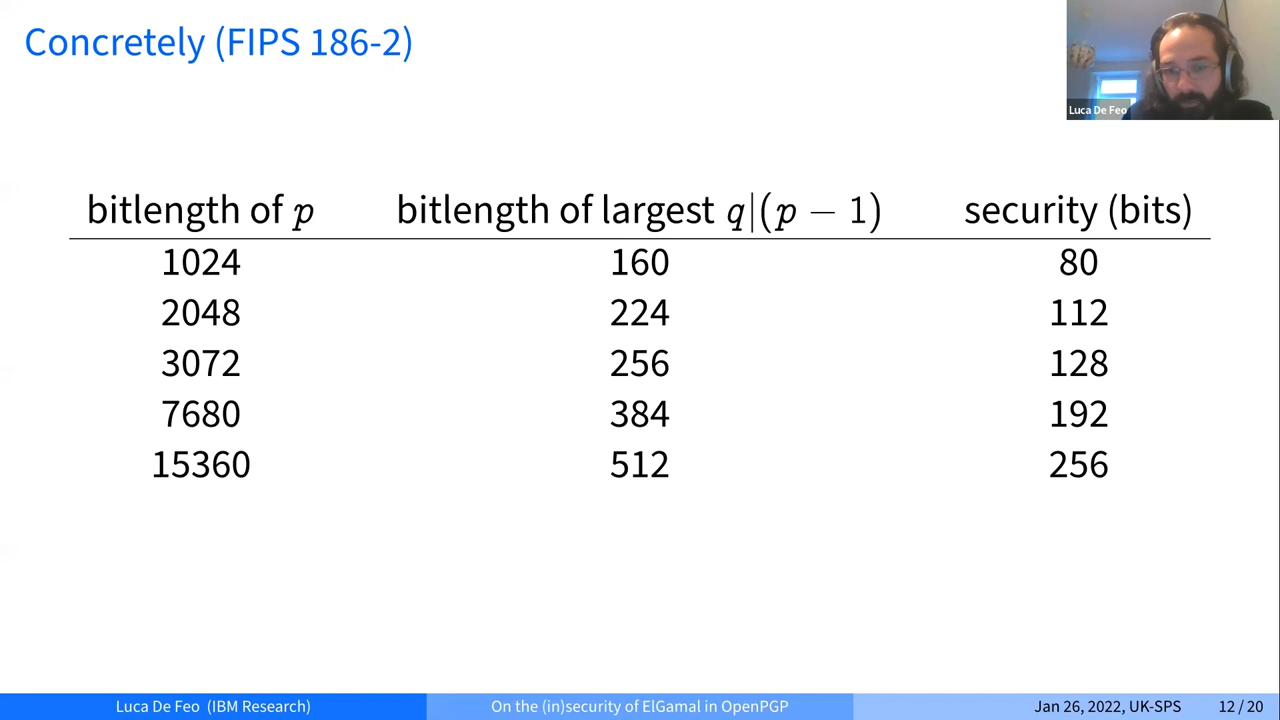 Concretely (FIPS 186-2)
Luca De Feo
bitlength of p bitlength of largest q|(p − 1) security (bits)
1024 160 80
2048 224 112
3072 256 128
7680 384 192
15360 512 256
Luca De Feo (IBM Research) On the (in)security of ElGamal in OpenPGP Jan 26, 2022, UK-SPS 12 / 20